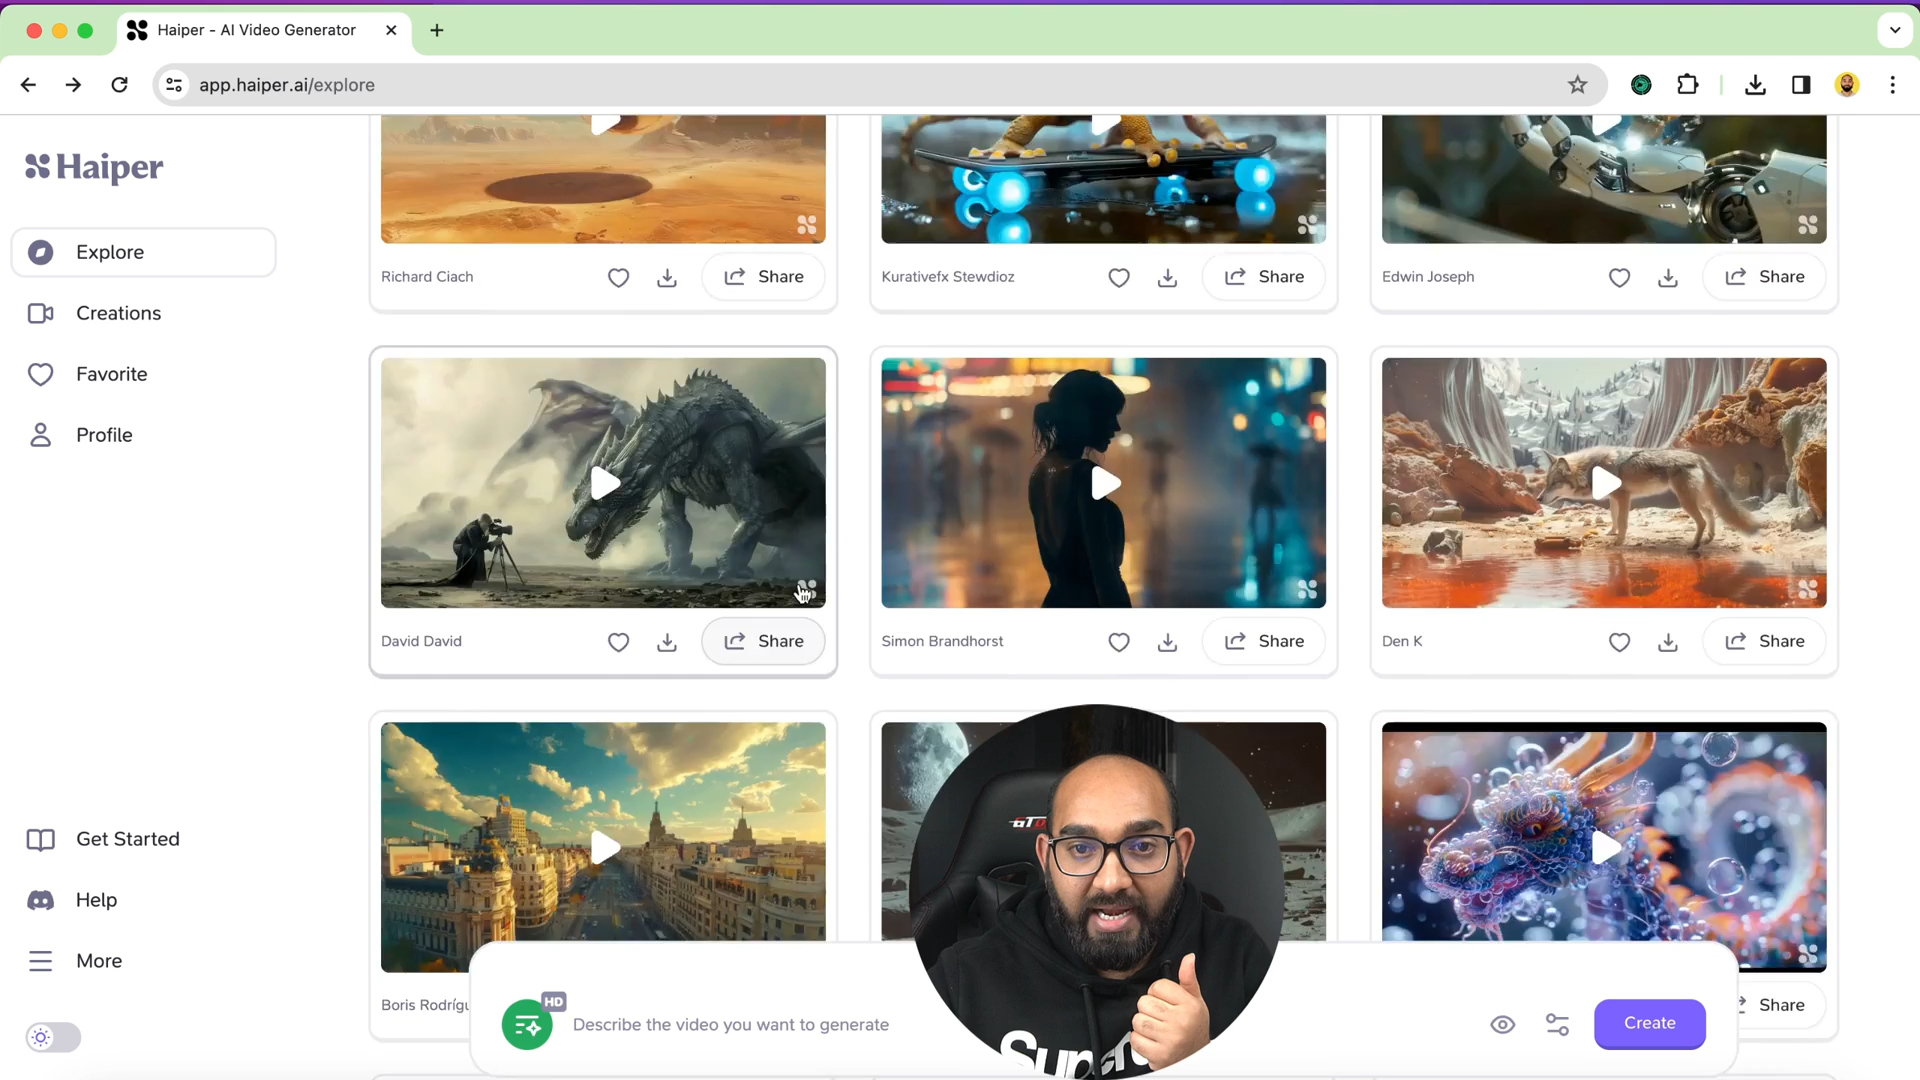 Haiper - AI Video Generator
app.haiper.ai/explore
Haiper
Explore
Creations
Favorite
Profile
Get Started
Help
More
Richard Ciach
Share
Kurativefx Stewdioz
Share
Edwin Joseph
Share
David David
Share
Simon Brandhorst
Share
Den K
Share
Boris Rodrígu
Share
HD
Describe the video you want to generate
Create